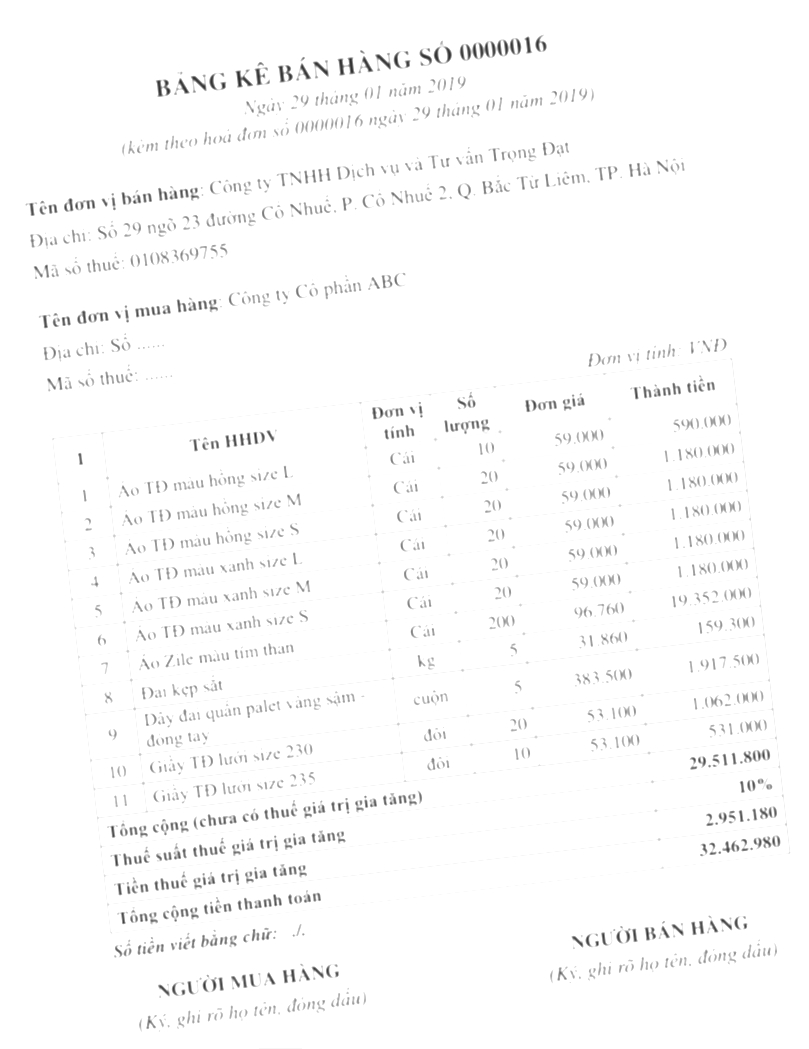 BẢNG KÊ BÁN HÀNG SỐ 0000016
Ngày 29 tháng 01 năm 2019
(kèm theo hoá đơn số 0000016 ngày 29 tháng 01 năm 2019)
Tên đơn vị bán hàng: Công ty TNHH Dịch vụ và Tư vấn Trọng Đạt
Địa chỉ: Số 29 ngõ 23 đường Cổ Nhuế, P. Cổ Nhuế 2, Q. Bắc Từ Liêm, TP. Hà Nội
Mã số thuế: 0108369755
Tên đơn vị mua hàng: Công ty Cổ phần ABC
Địa chỉ: Số ......
Mã số thuế: ......
Đơn vị tính: VNĐ
1 Tên HHDV Đơn vị tính Số lượng Đơn giá Thành tiền
1 Áo TĐ màu hồng size L Cái 10 59.000 590.000
2 Áo TĐ màu hồng size M Cái 20 59.000 1.180.000
3 Áo TĐ màu hồng size S Cái 20 59.000 1.180.000
4 Áo TĐ màu xanh size L Cái 20 59.000 1.180.000
5 Áo TĐ màu xanh size M Cái 20 59.000 1.180.000
6 Áo TĐ màu xanh size S Cái 20 59.000 1.180.000
7 Áo Zile màu tím than Cái 200 96.760 19.352.000
8 Đai kẹp sắt kg 5 31.860 159.300
9 Dây đai quấn palet vàng sậm - đóng tay cuộn 5 383.500 1.917.500
10 Giầy TĐ lưới size 230 đôi 20 53.100 1.062.000
11 Giầy TĐ lưới size 235 đôi 10 53.100 531.000
Tổng cộng (chưa có thuế giá trị gia tăng) 29.511.800
Thuế suất thuế giá trị gia tăng 10%
Tiền thuế giá trị gia tăng 2.951.180
Tổng cộng tiền thanh toán 32.462.980
Số tiền viết bằng chữ: ./.
NGƯỜI MUA HÀNG NGƯỜI BÁN HÀNG
(Ký, ghi rõ họ tên, đóng dấu) (Ký, ghi rõ họ tên, đóng dấu)